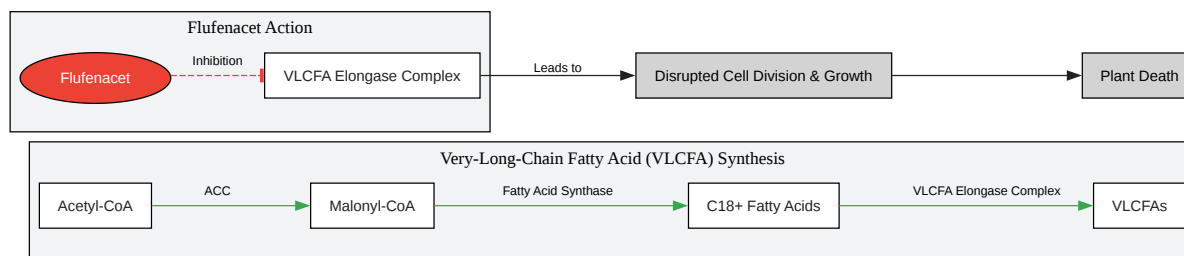 Flufenacet Action
Flufenacet
Inhibition
VLCFA Elongase Complex
Leads to
Disrupted Cell Division & Growth
Plant Death
Very-Long-Chain Fatty Acid (VLCFA) Synthesis
Acetyl-CoA
ACC
Malonyl-CoA
Fatty Acid Synthase
C18+ Fatty Acids
VLCFA Elongase Complex
VLCFAs